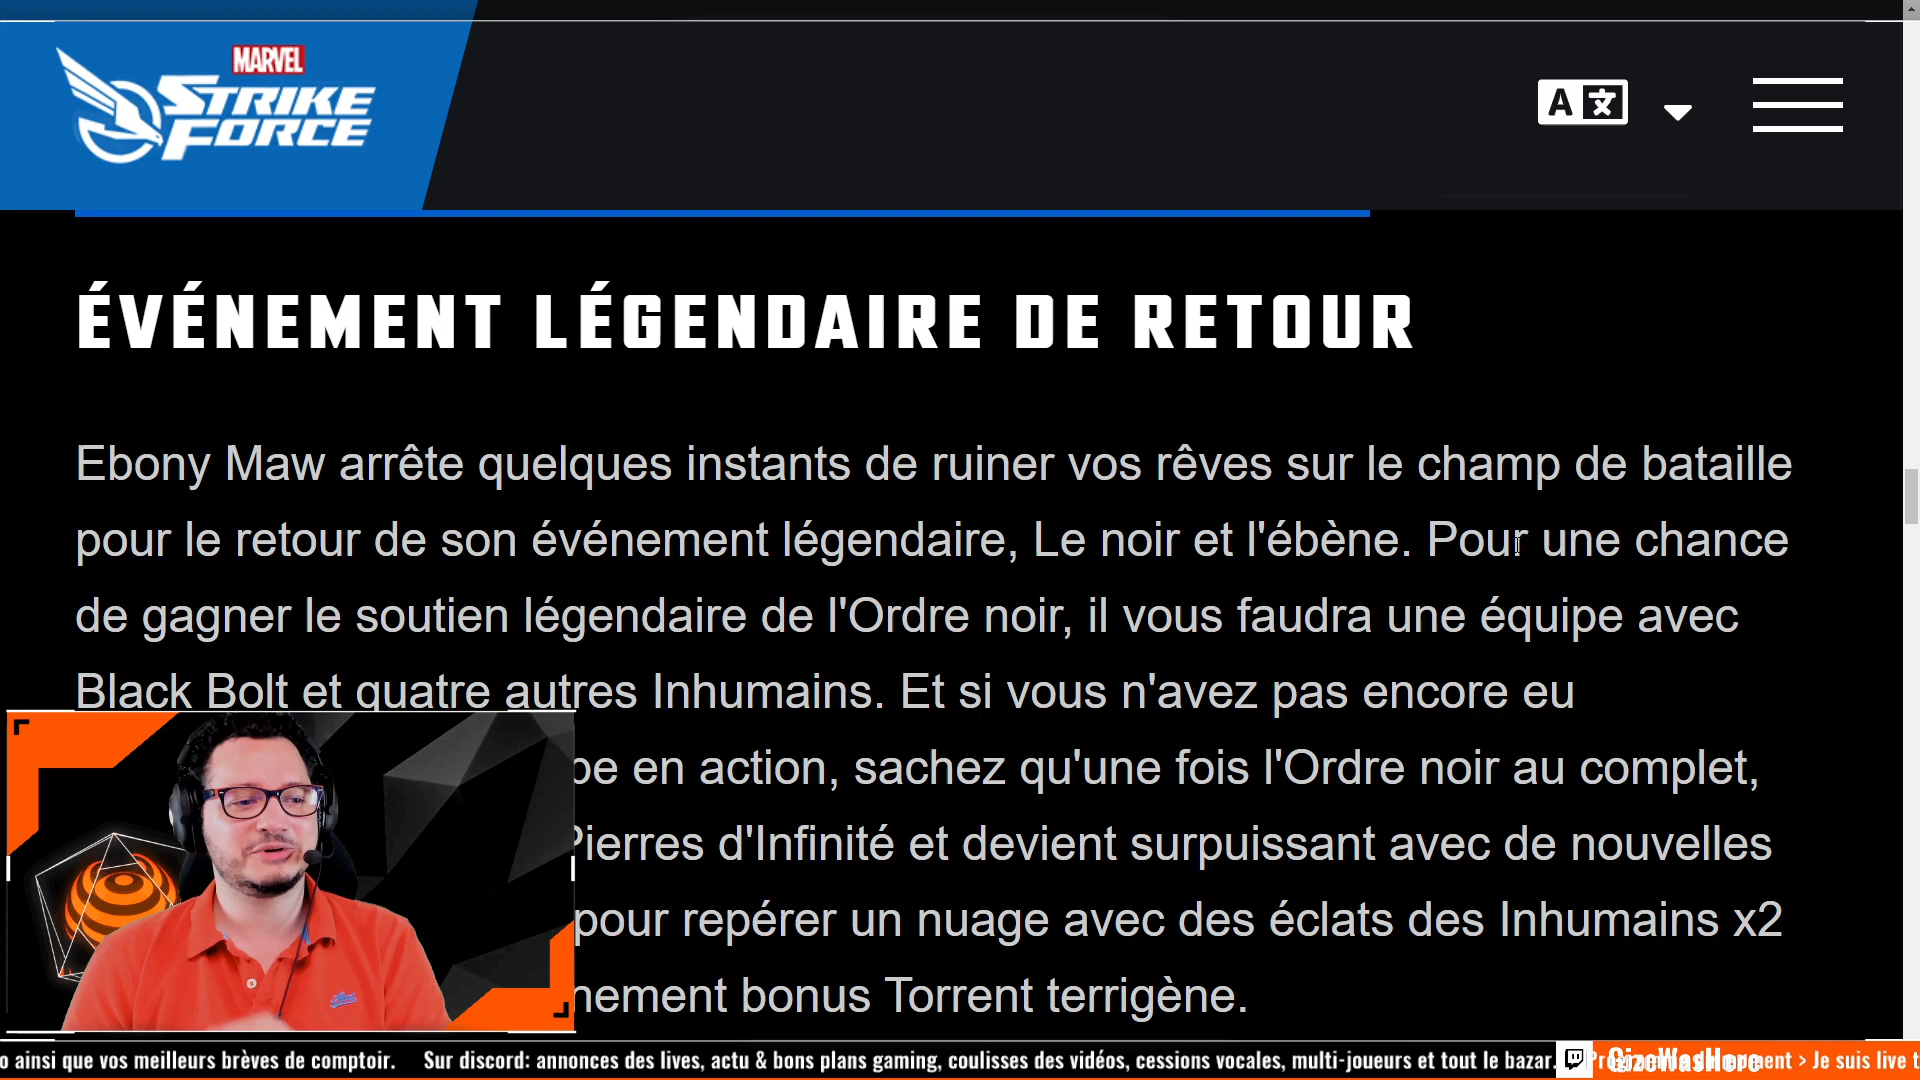 MARVEL
STRIKE
FORCE
A 文
ÉVÉNEMENT LÉGENDAIRE DE RETOUR
Ebony Maw arrête quelques instants de ruiner vos rêves sur le champ de bataille
pour le retour de son événement légendaire, Le noir et l'ébène. Pour une chance
de gagner le soutien légendaire de l'Ordre noir, il vous faudra une équipe avec
Black Bolt et quatre autres Inhumains. Et si vous n'avez pas encore eu
en action, sachez qu'une fois l'Ordre noir au complet,
Pierres d'Infinité et devient surpuissant avec de nouvelles
pour repérer un nuage avec des éclats des Inhumains x2
nement bonus Torrent terrigène.
o ainsi que vos meilleurs brèves de comptoir. Sur discord: annonces des lives, actu & bons plans gaming, coulisses des vidéos, cessions vocales, multi-joueurs et tout le bazar. GizeWasHere > Je suis live t